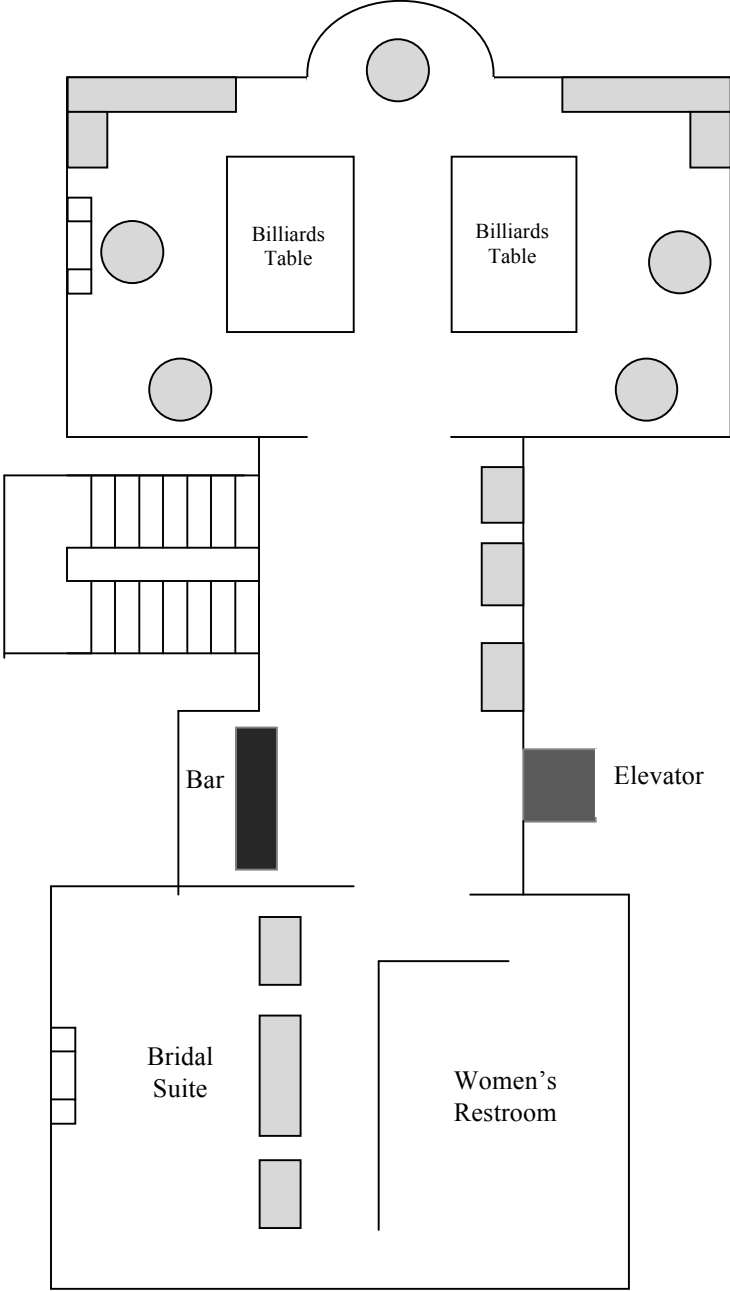 Billiards
Table
Billiards
Table
Bar
Elevator
Bridal
Suite
Women’s
Restroom